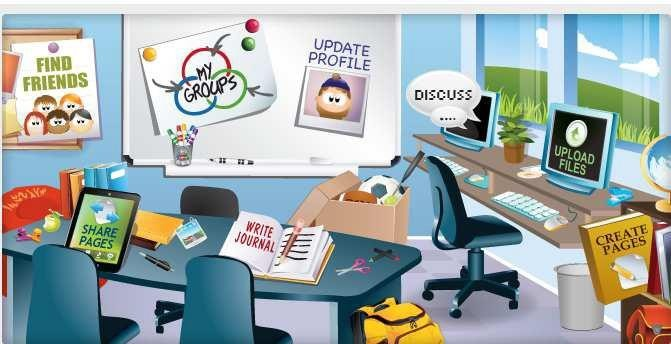 FIND
FRIENDS
MY
GROUPS
UPDATE
PROFILE
DISCUSS
....
UPLOAD
FILES
SHARE
PAGES
WRITE
JOURNAL
CREATE
PAGES